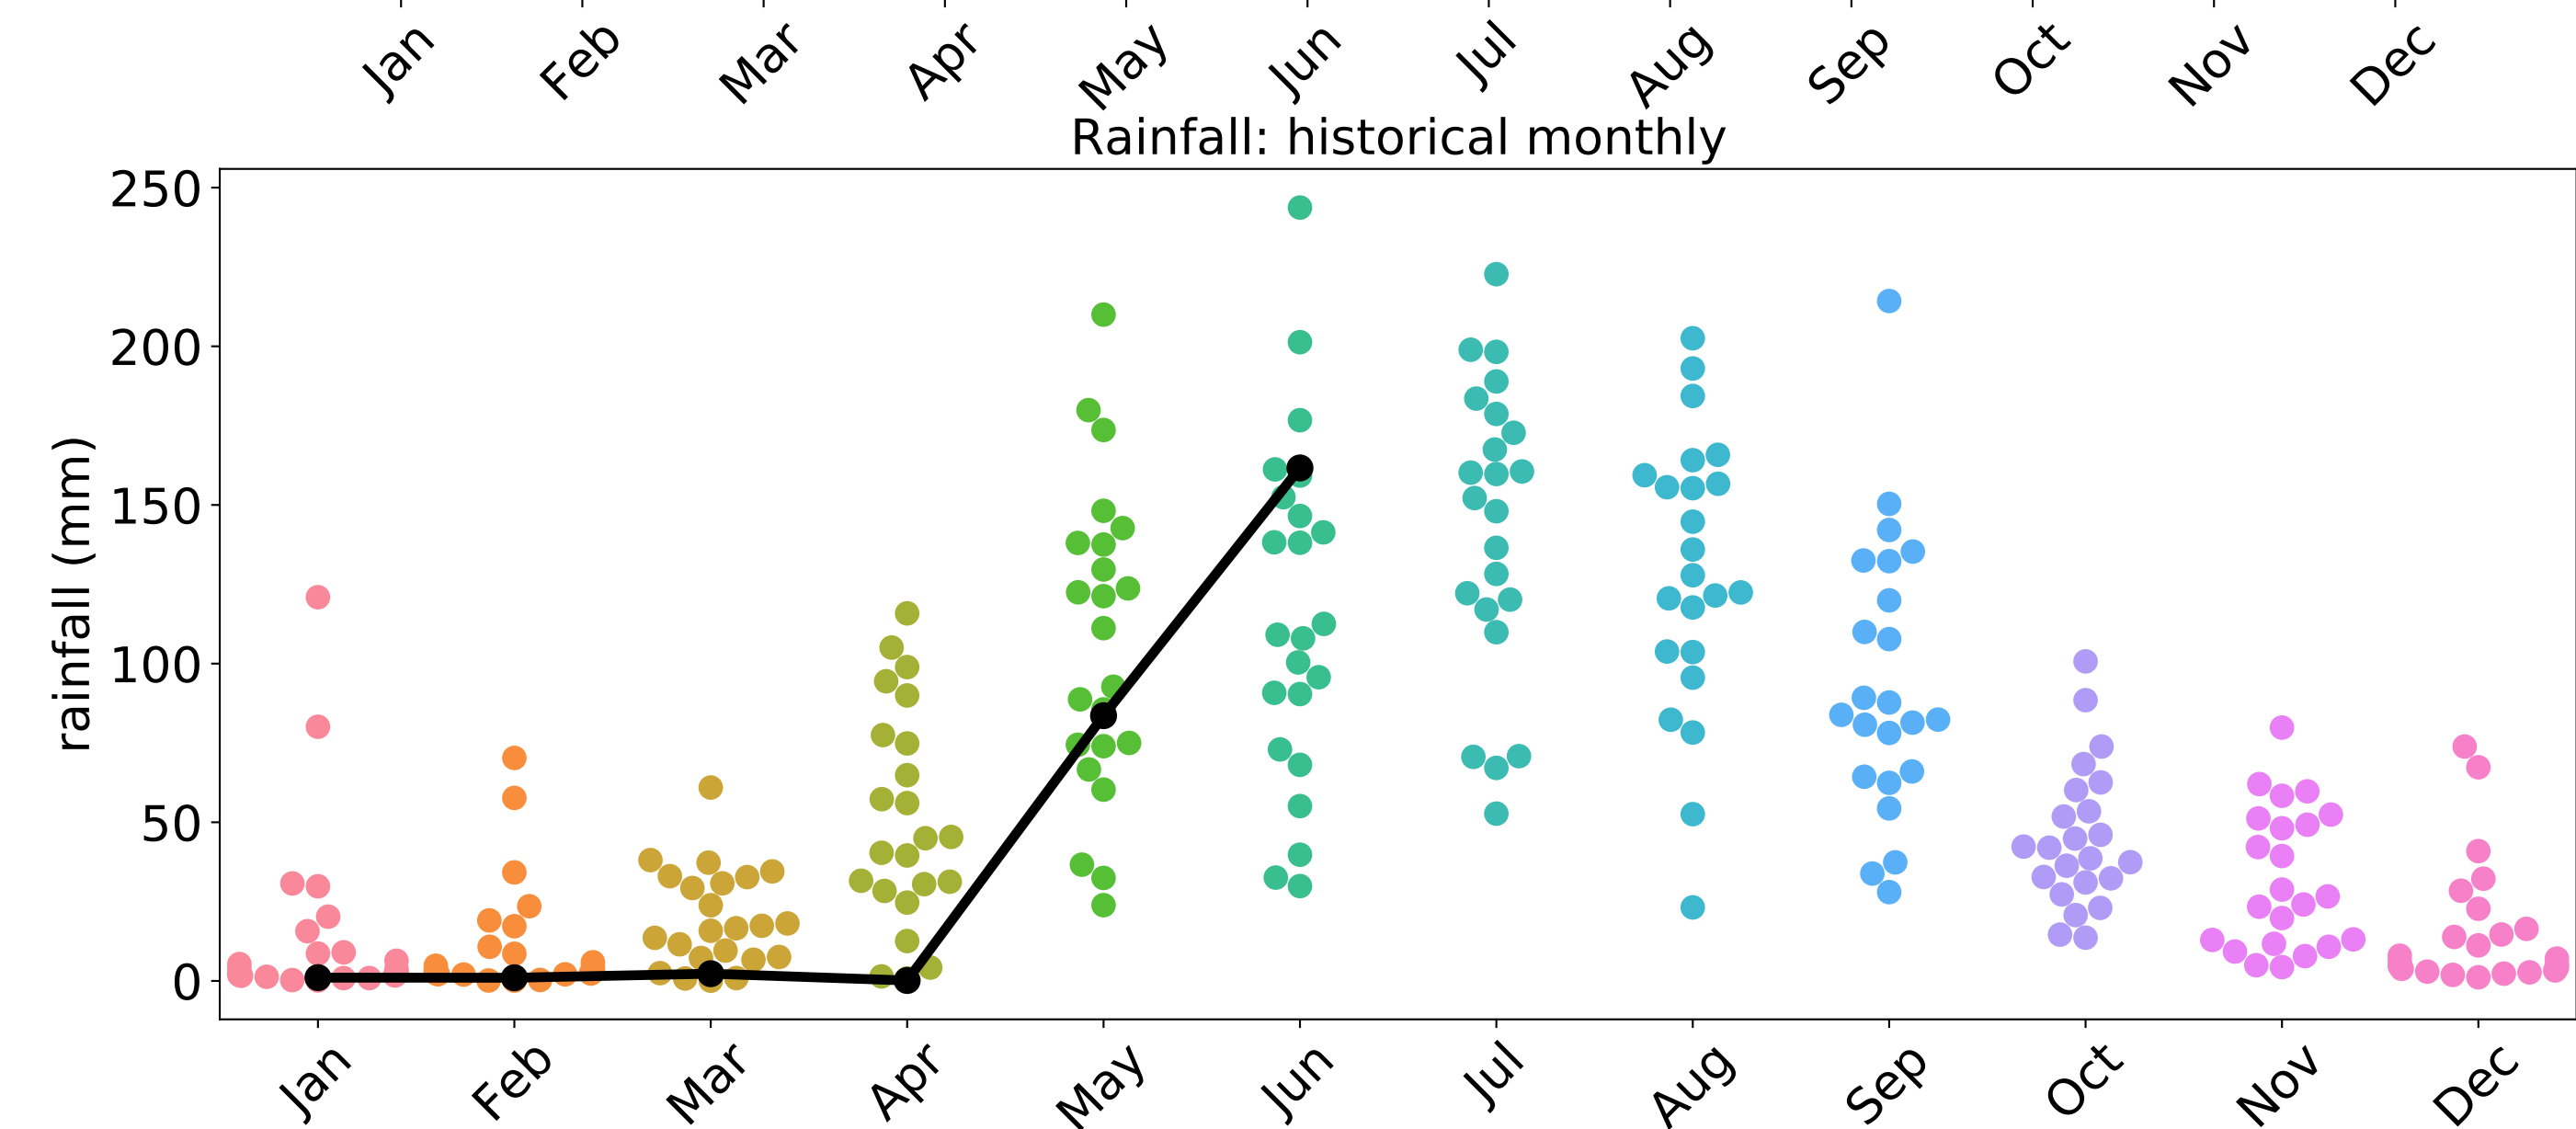 Jan Feb Mar Apr May Jun Jul Aug Sep Oct Nov Dec
Rainfall: historical monthly
250
200
150
100
50
0
rainfall (mm)
Jan Feb Mar Apr May Jun Jul Aug Sep Oct Nov Dec